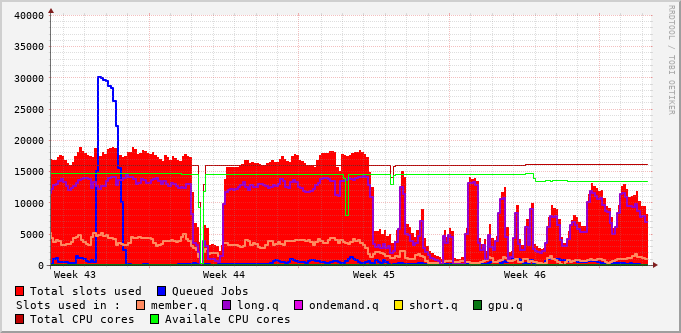 40000
35000
30000
25000
20000
15000
10000
5000
0
Week 43 Week 44 Week 45 Week 46
RRDTOOL / TOBI OETIKER
Total slots used Queued Jobs
Slots used in : member.q long.q ondemand.q short.q gpu.q
Total CPU cores Availale CPU cores